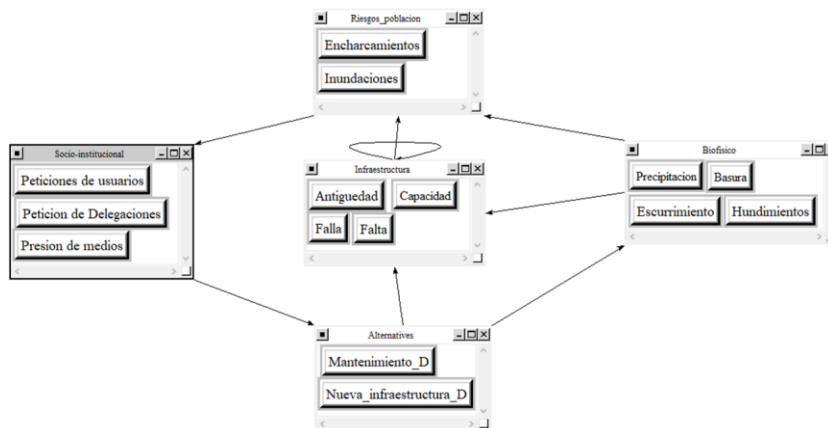 Riesgos_poblacion
Encharcamientos
Inundaciones
Socio-institucional
Peticiones de usuarios
Peticion de Delegaciones
Presion de medios
Infraestructura
Antiguedad Capacidad
Falla Falta
Biofisico
Precipitacion Basura
Escurrimiento Hundimientos
Alternatives
Mantenimiento_D
Nueva_infraestructura_D